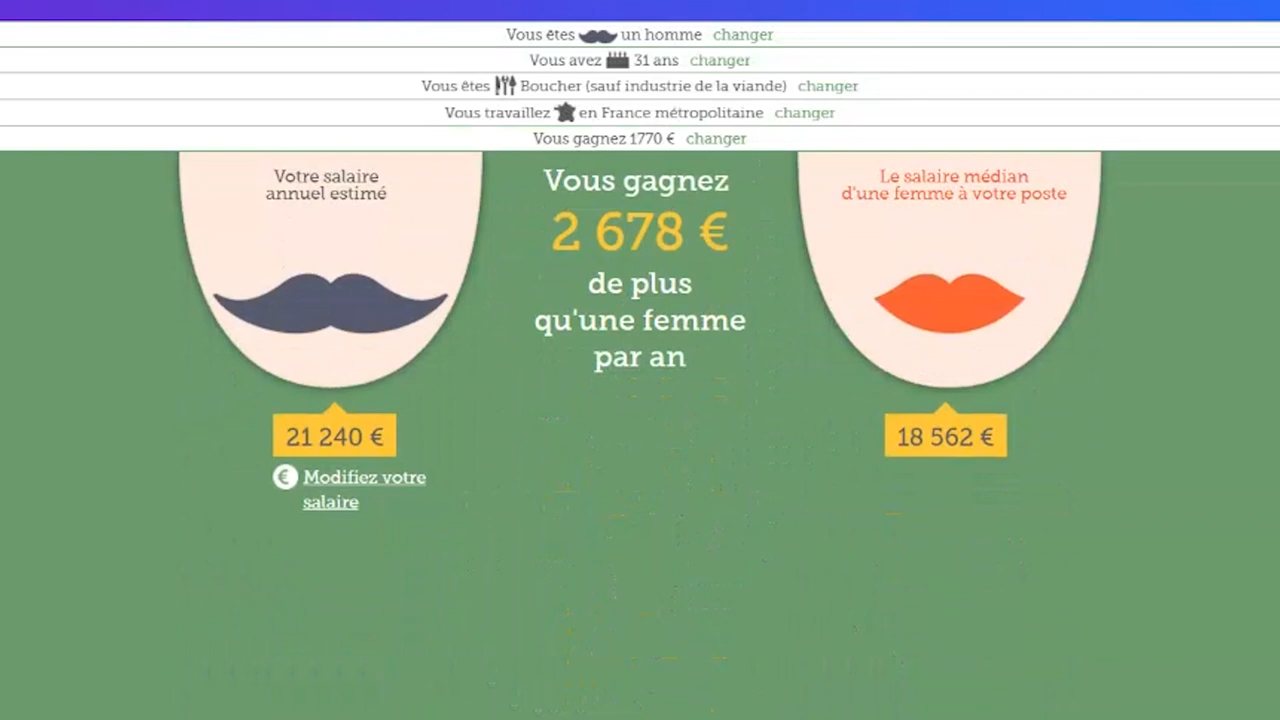 Vous êtes un homme changer
Vous avez 31 ans changer
Vous êtes Boucher (sauf industrie de la viande) changer
Vous travaillez en France métropolitaine changer
Vous gagnez 1770 € changer
Votre salaire
annuel estimé
Vous gagnez
2 678 €
de plus
qu'une femme
par an
Le salaire médian
d'une femme à votre poste
21 240 €
18 562 €
€ Modifiez votre
salaire